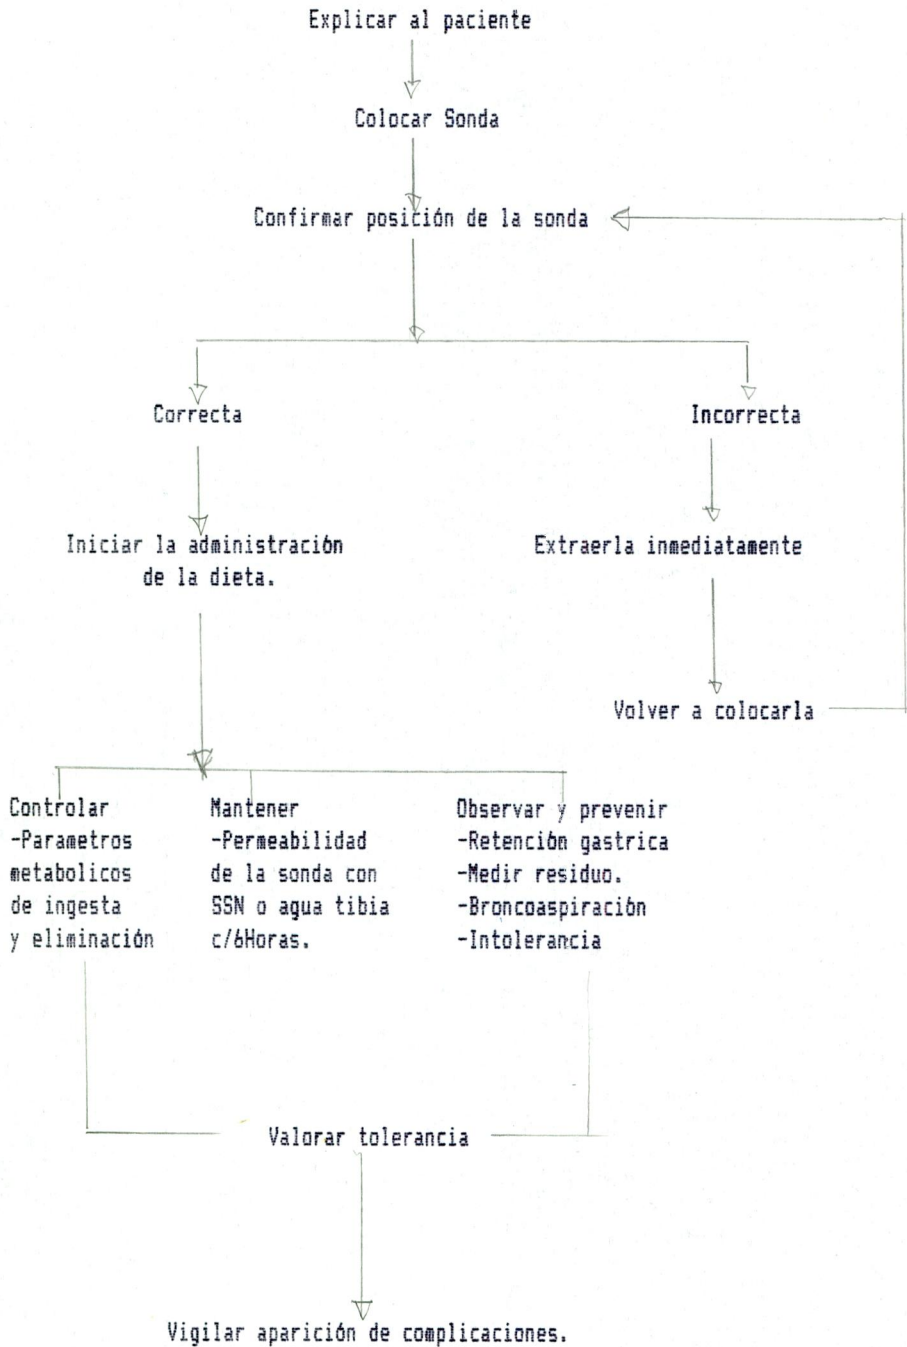 Explicar al paciente
Colocar Sonda
Confirmar posición de la sonda
Correcta
Incorrecta
Iniciar la administración
de la dieta.
Extraerla inmediatamente
Volver a colocarla
Controlar
-Parametros
metabolicos
de ingesta
y eliminación
Mantener
-Permeabilidad
de la sonda con
SSN o agua tibia
c/6Horas.
Observar y prevenir
-Retención gastrica
-Medir residuo.
-Broncoaspiración
-Intolerancia
Valorar tolerancia
Vigilar aparición de complicaciones.